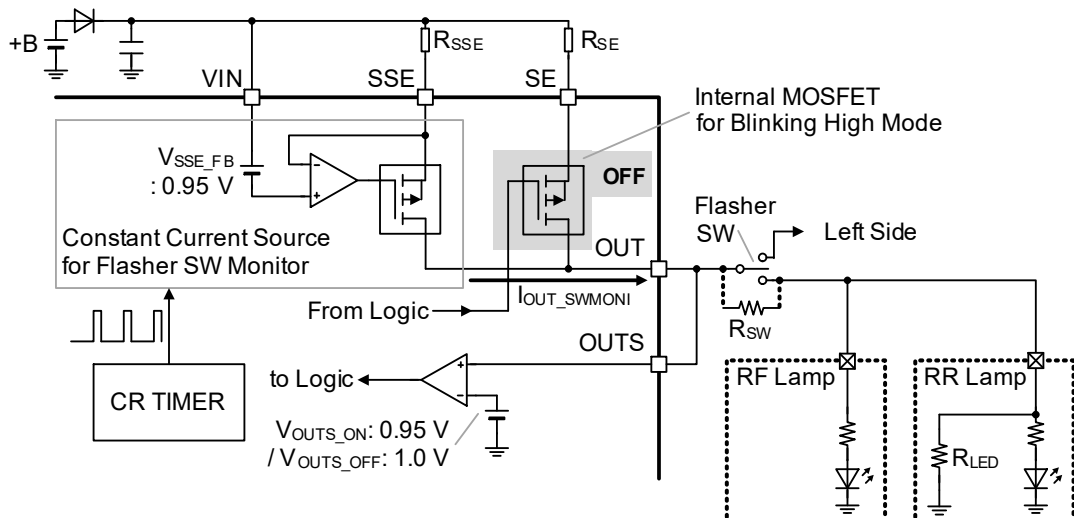 +B
RSSE
RSE
VIN
SSE
SE
Internal MOSFET
for Blinking High Mode
VSSE_FB
: 0.95 V
OFF
Constant Current Source
for Flasher SW Monitor
Flasher
SW
Left Side
OUT
From Logic
IOUT_SWMONI
RSW
OUTS
to Logic
CR TIMER
VOUTS_ON: 0.95 V
/ VOUTS_OFF: 1.0 V
RF Lamp
RR Lamp
RLED